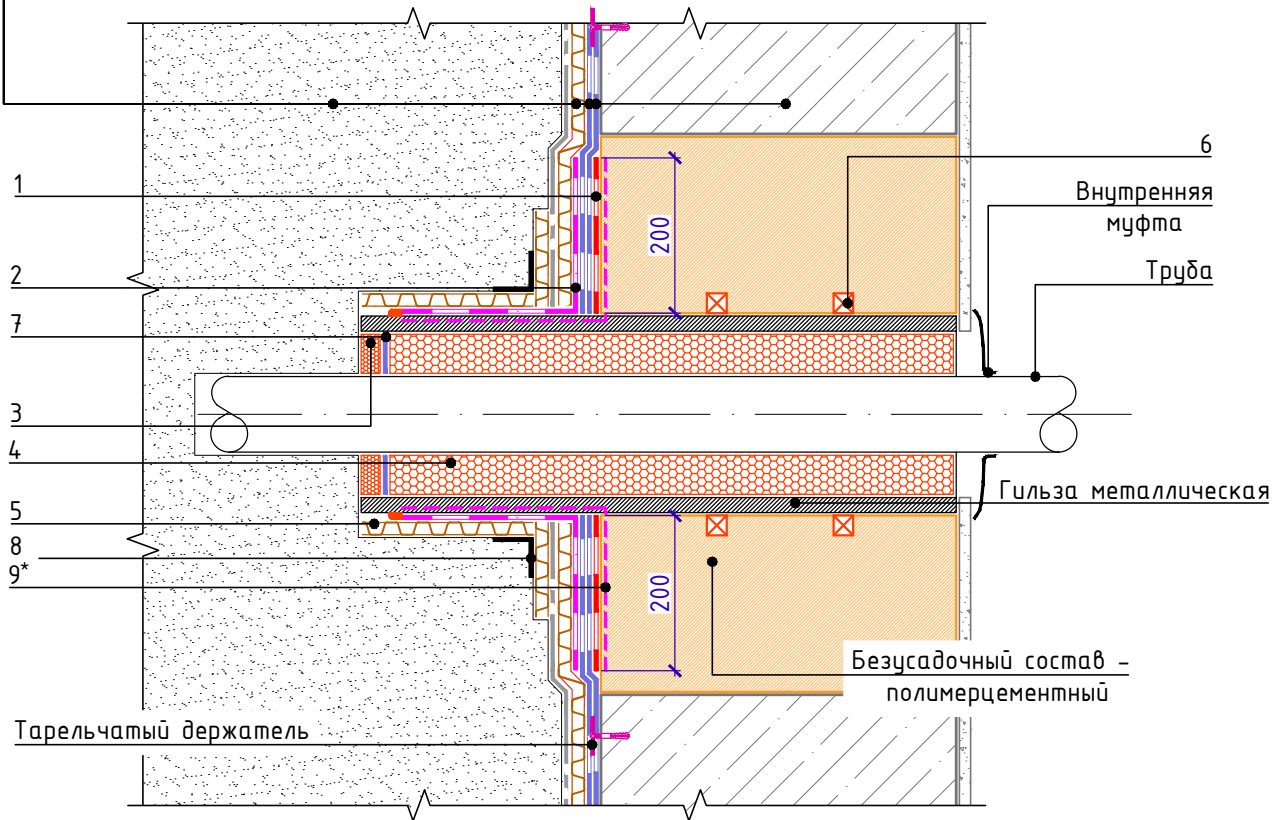 6
1
Внутренняя
муфта
200
2
Труба
7
3
4
Гильза металлическая
5
8
9*
200
Безусадочный состав –
полимерцементный
Тарельчатый держатель